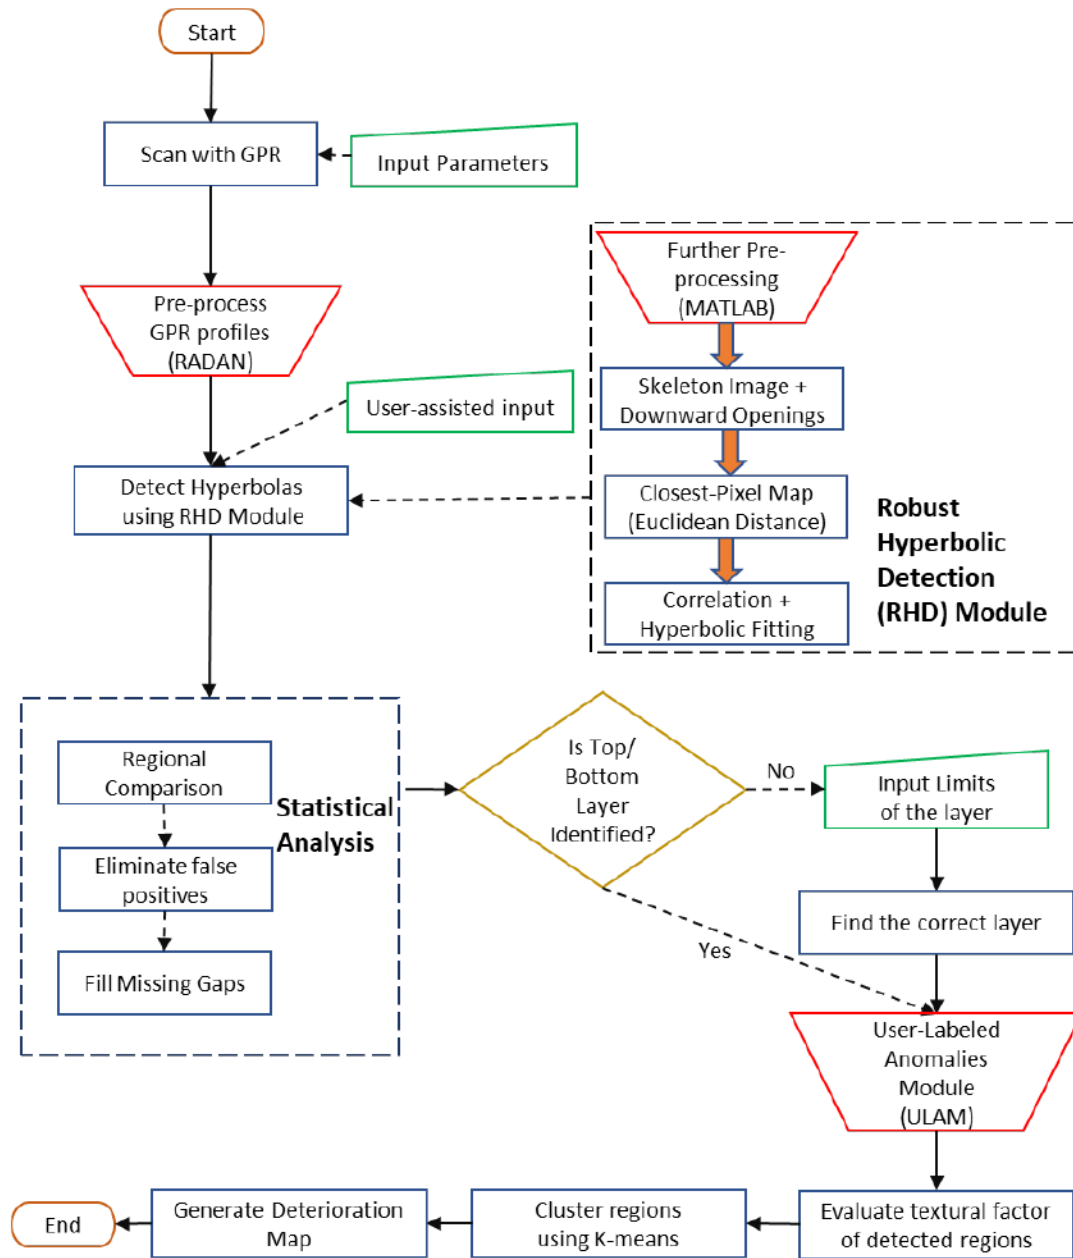 Start
Scan with GPR
Input Parameters
Pre-process
GPR profiles
(RADAN)
User-assisted input
Detect Hyperbolas
using RHD Module
Further Pre-
processing
(MATLAB)
Skeleton Image +
Downward Openings
Closest-Pixel Map
(Euclidean Distance)
Correlation +
Hyperbolic Fitting
Robust
Hyperbolic
Detection
(RHD) Module
Regional
Comparison
Eliminate false
positives
Fill Missing Gaps
Statistical
Analysis
Is Top/
Bottom
Layer
Identified?
No
Yes
Input Limits
of the layer
Find the correct layer
User-Labeled
Anomalies
Module
(ULAM)
Evaluate textural factor
of detected regions
Cluster regions
using K-means
Generate Deterioration
Map
End